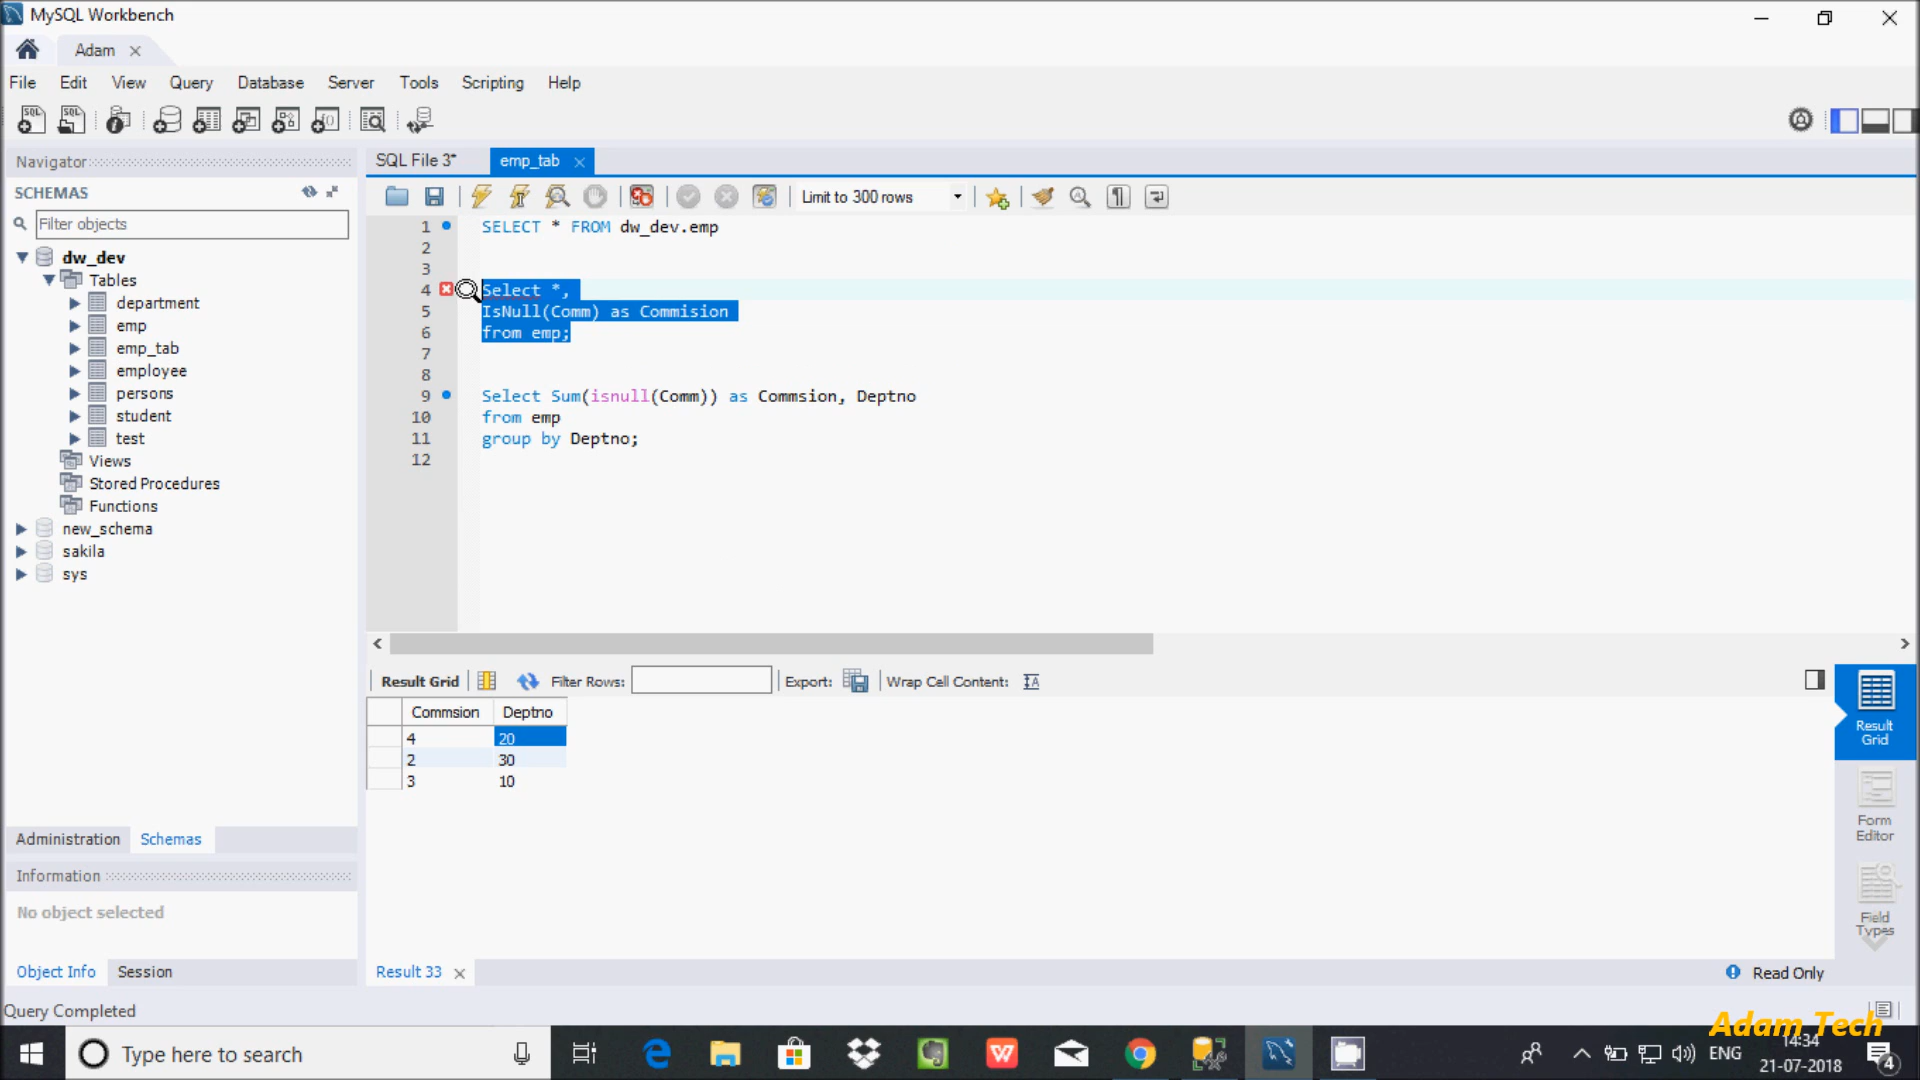 MySQL Workbench
Adam
File Edit View Query Database Server Tools Scripting Help
Navigator
SCHEMAS
Filter objects
dw_dev
Tables
department
emp
emp_tab
employee
persons
student
test
Views
Stored Procedures
Functions
new_schema
sakila
sys
Administration Schemas
Information
No object selected
Object Info Session
SQL File 3* emp_tab
Limit to 300 rows
1 SELECT * FROM dw_dev.emp
2
3
4 Select *,
5 IsNull(Comm) as Commision
6 from emp;
7
8
9 Select Sum(isnull(Comm)) as Commsion, Deptno
10 from emp
11 group by Deptno;
12
Result Grid Filter Rows: Export: Wrap Cell Content:
Commsion Deptno
4 20
2 30
3 10
Result Grid
Form Editor
Field Types
Result 33
Read Only
Query Completed
Adam Tech
Type here to search
ENG
14:34
21-07-2018
4